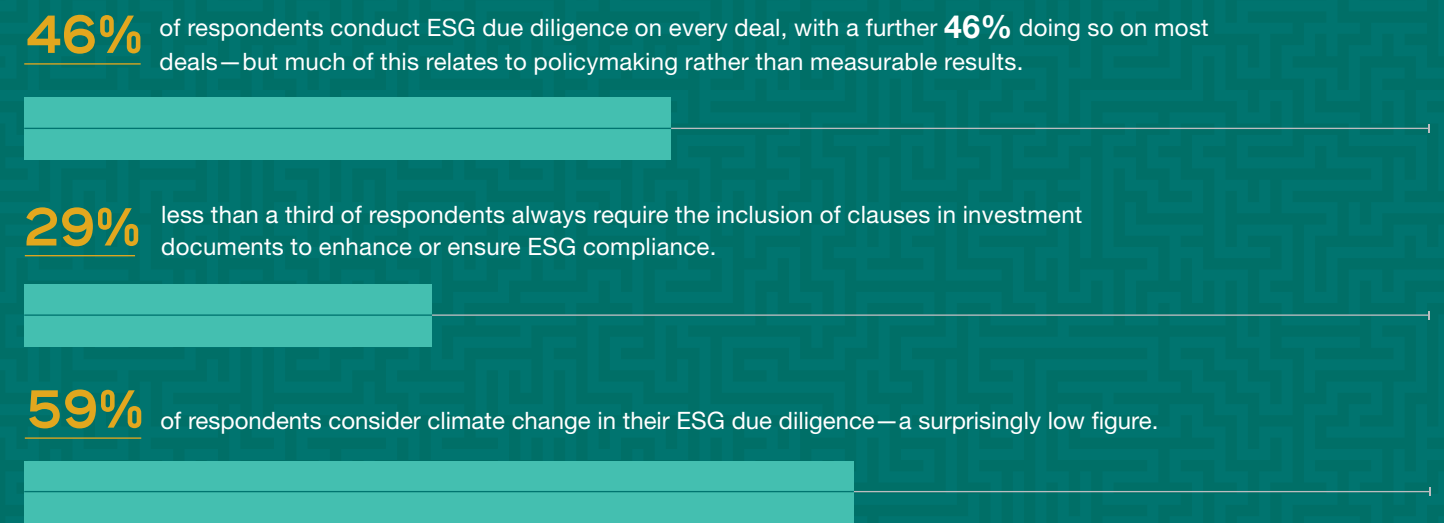 46% of respondents conduct ESG due diligence on every deal, with a further 46% doing so on most
deals—but much of this relates to policymaking rather than measurable results.
29% less than a third of respondents always require the inclusion of clauses in investment
documents to enhance or ensure ESG compliance.
59% of respondents consider climate change in their ESG due diligence—a surprisingly low figure.